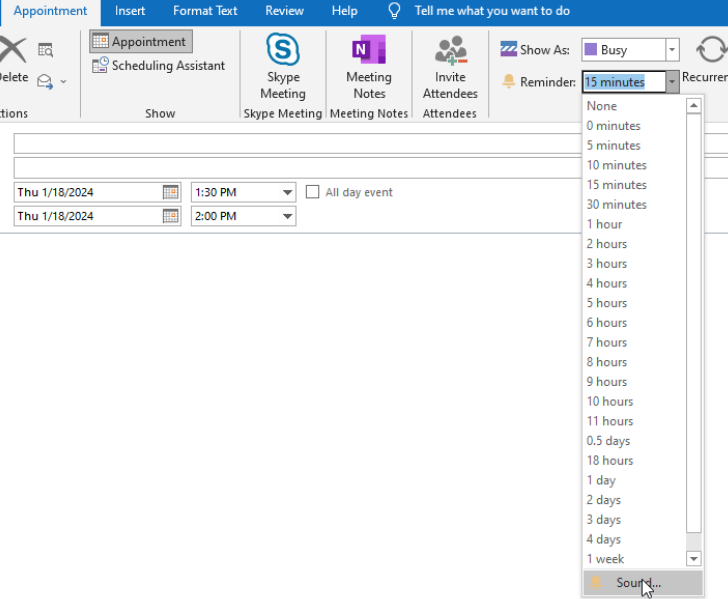 Appointment Insert Format Text Review Help Tell me what you want to do
Appointment
Scheduling Assistant
Show
Skype
Meeting
Skype Meeting
Meeting
Notes
Meeting Notes
Invite
Attendees
Attendees
Show As: Busy
Reminder: 15 minutes
elete
tions
Recurren
None
0 minutes
5 minutes
10 minutes
15 minutes
30 minutes
1 hour
2 hours
3 hours
4 hours
5 hours
6 hours
7 hours
8 hours
9 hours
10 hours
11 hours
0.5 days
18 hours
1 day
2 days
3 days
4 days
1 week
Sound...
Thu 1/18/2024 1:30 PM All day event
Thu 1/18/2024 2:00 PM